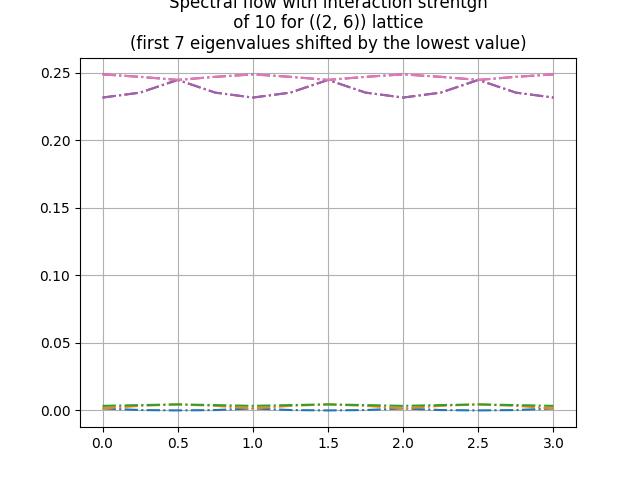 Spectral flow with interaction strentgh
of 10 for ((2, 6)) lattice
(first 7 eigenvalues shifted by the lowest value)
0.25
0.20
0.15
0.10
0.05
0.00
0.0 0.5 1.0 1.5 2.0 2.5 3.0